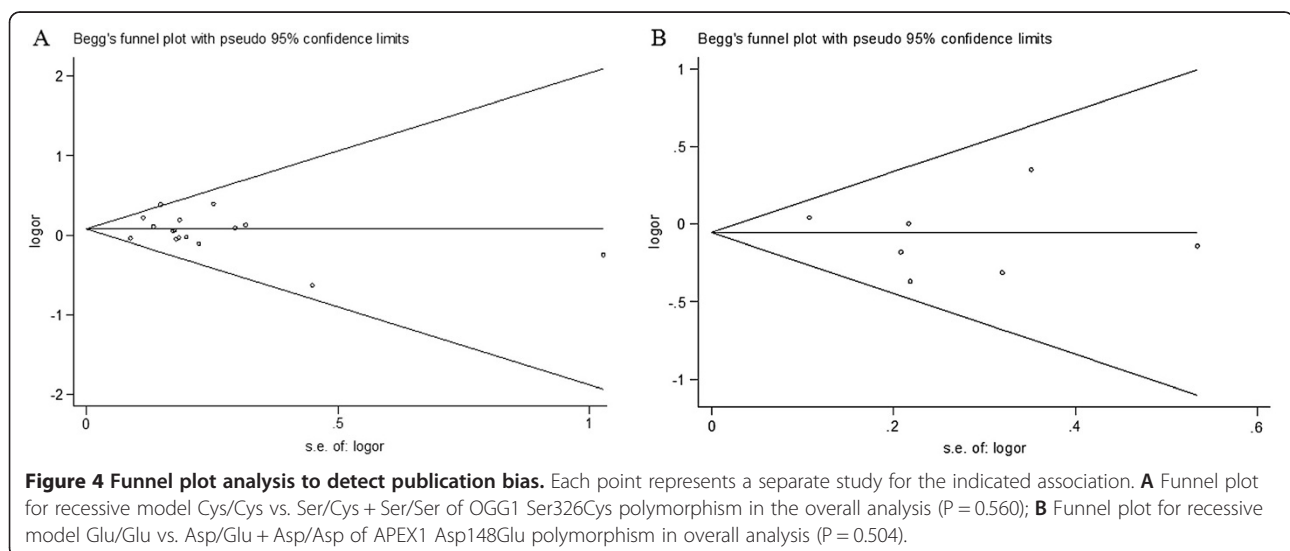 A Begg's funnel plot with pseudo 95% confidence limits
2
1
0
-1
-2
logor
0
.5
1
s.e. of: logor
B Begg's funnel plot with pseudo 95% confidence limits
1
.5
0
-.5
-1
logor
0
.2
.4
.6
s.e. of: logor
Figure 4 Funnel plot analysis to detect publication bias. Each point represents a separate study for the indicated association. A Funnel plot
for recessive model Cys/Cys vs. Ser/Cys + Ser/Ser of OGG1 Ser326Cys polymorphism in the overall analysis (P = 0.560); B Funnel plot for recessive
model Glu/Glu vs. Asp/Glu + Asp/Asp of APEX1 Asp148Glu polymorphism in overall analysis (P = 0.504).